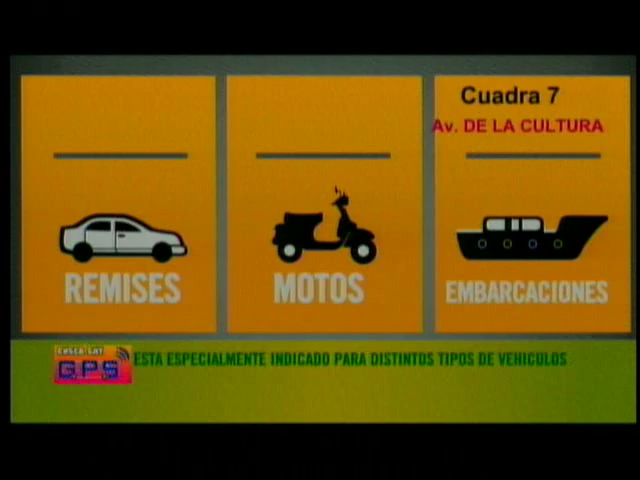 Cuadra 7
Av. DE LA CULTURA
REMISES
MOTOS
EMBARCACIONES
GPS
ESTA ESPECIALMENTE INDICADO PARA DISTINTOS TIPOS DE VEHICULOS